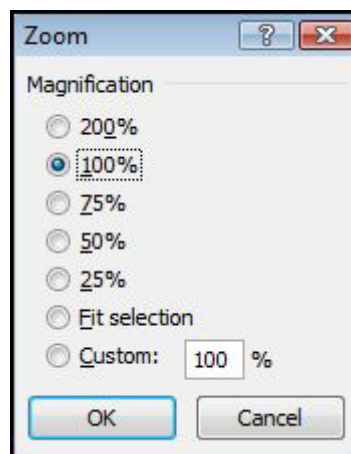 Zoom
Magnification
200%
100%
75%
50%
25%
Fit selection
Custom: 100 %
OK Cancel